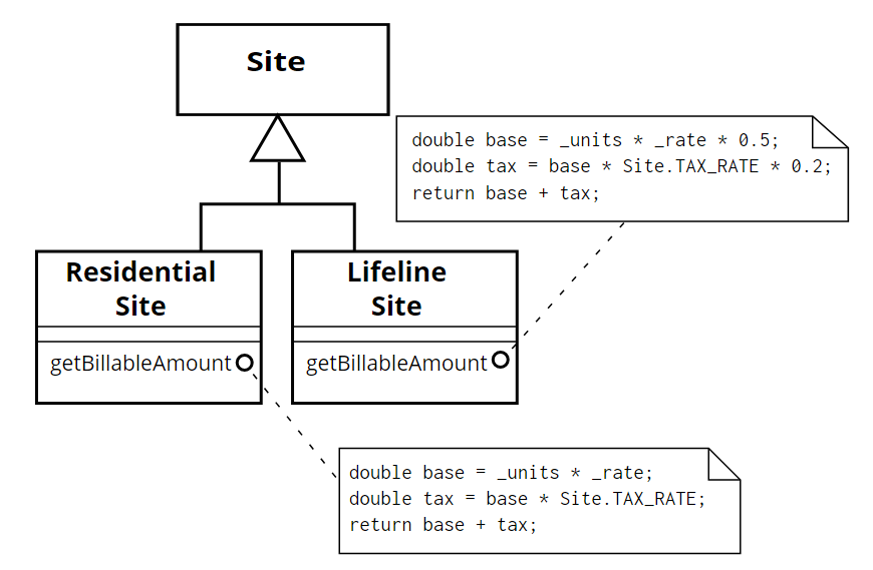 Site
double base = _units * _rate * 0.5;
double tax = base * Site.TAX_RATE * 0.2;
return base + tax;
Residential
Site
getBillableAmount
Lifeline
Site
getBillableAmount
double base = _units * _rate;
double tax = base * Site.TAX_RATE;
return base + tax;